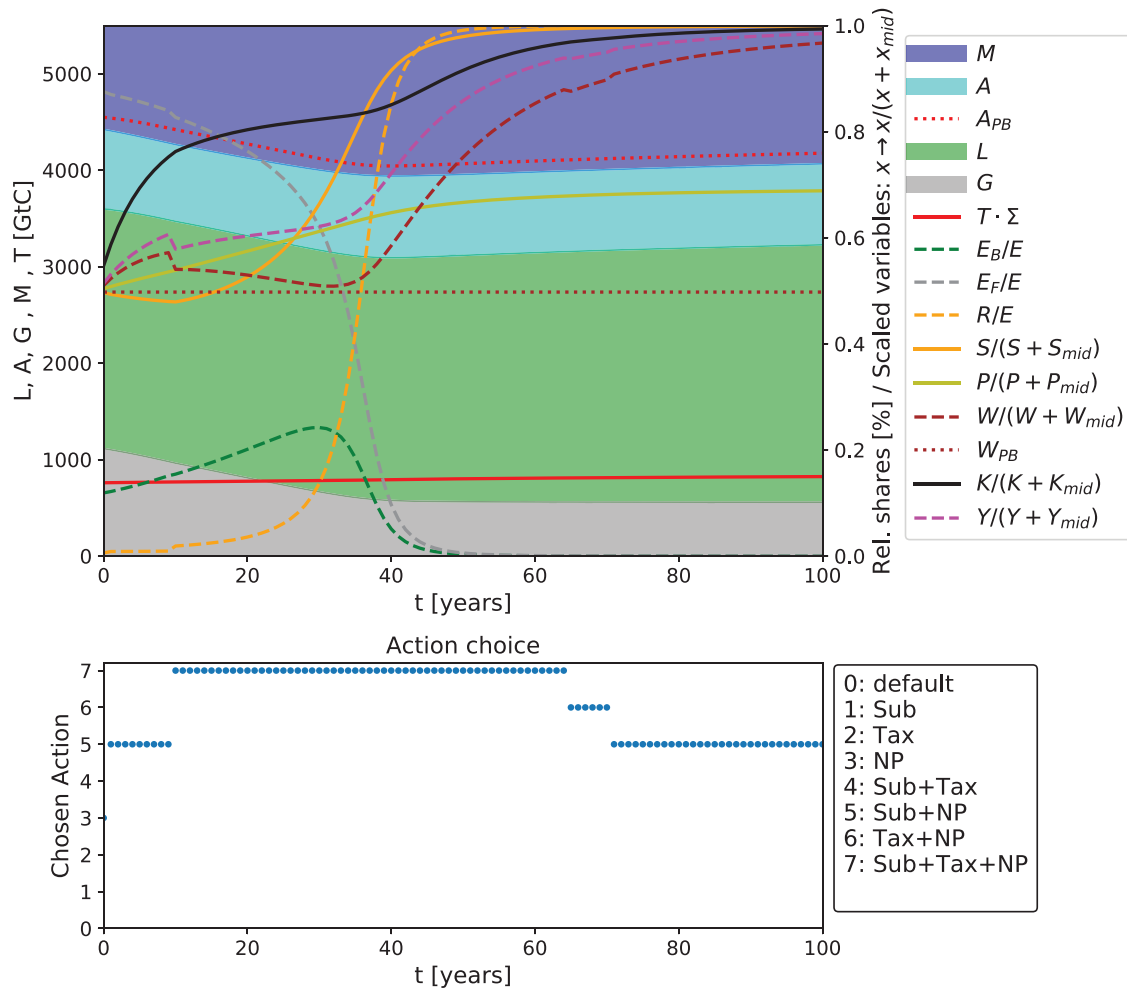 L, A, G , M , T [GtC]
5000
4000
3000
2000
1000
0
0 20 40 60 80 100
t [years]
1.0
0.8
0.6
0.4
0.2
0.0
Rel. shares [%] / Scaled variables: x → x/(x + x_mid)
M
A
A_PB
L
G
T · Σ
E_B/E
E_F/E
R/E
S/(S + S_mid)
P/(P + P_mid)
W/(W + W_mid)
W_PB
K/(K + K_mid)
Y/(Y + Y_mid)
Action choice
Chosen Action
7
6
5
4
3
2
1
0
0 20 40 60 80 100
t [years]
0: default
1: Sub
2: Tax
3: NP
4: Sub+Tax
5: Sub+NP
6: Tax+NP
7: Sub+Tax+NP